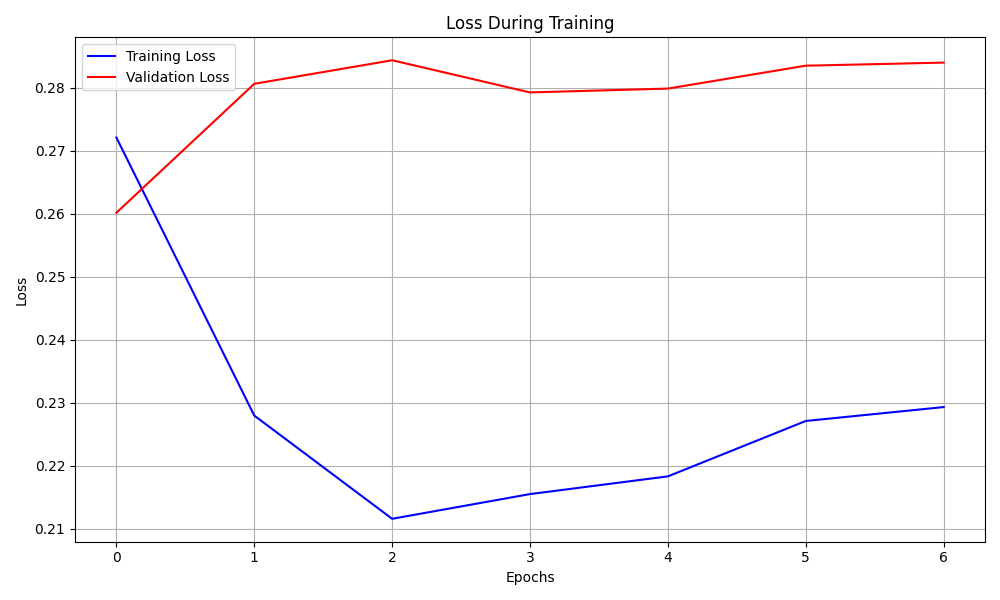 Loss During Training
Training Loss
Validation Loss
0.28
0.27
0.26
0.25
0.24
0.23
0.22
0.21
Loss
0 1 2 3 4 5 6
Epochs